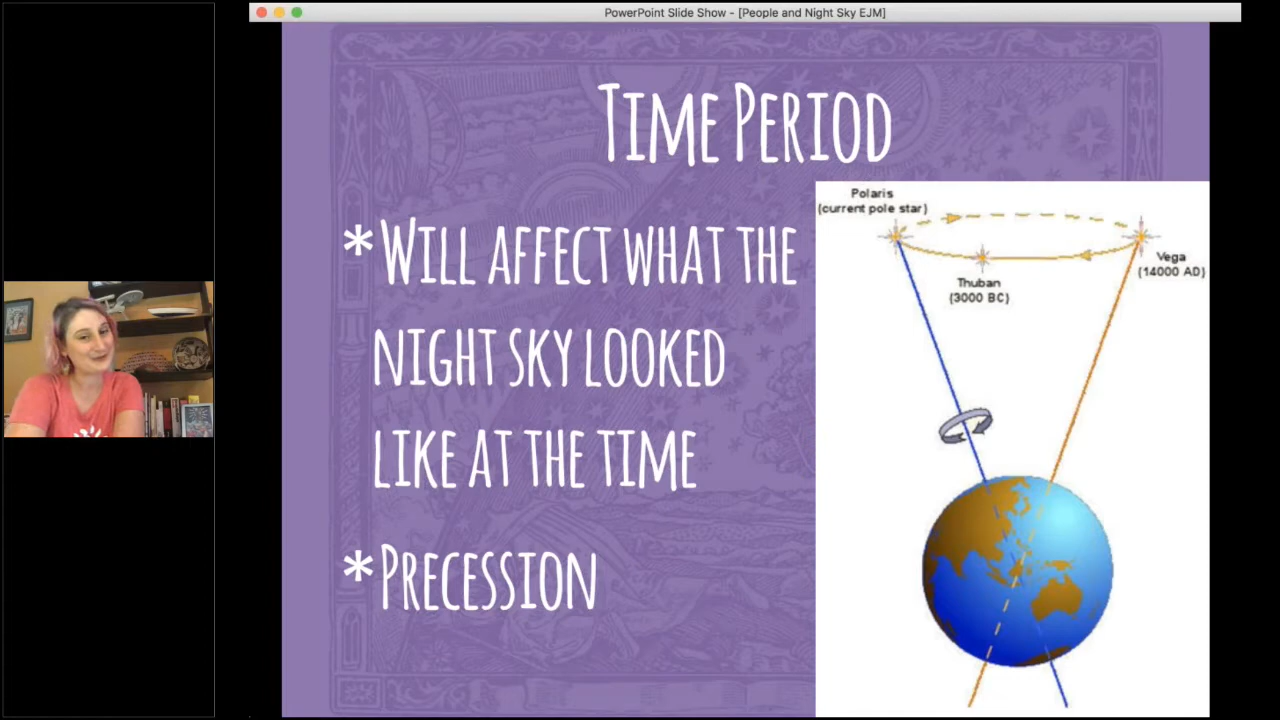 PowerPoint Slide Show - [People and Night Sky EJM]
Time Period
*Will affect what the
night sky looked
like at the time
*Precession
Polaris
(current pole star)
Thuban
(3000 BC)
Vega
(14000 AD)